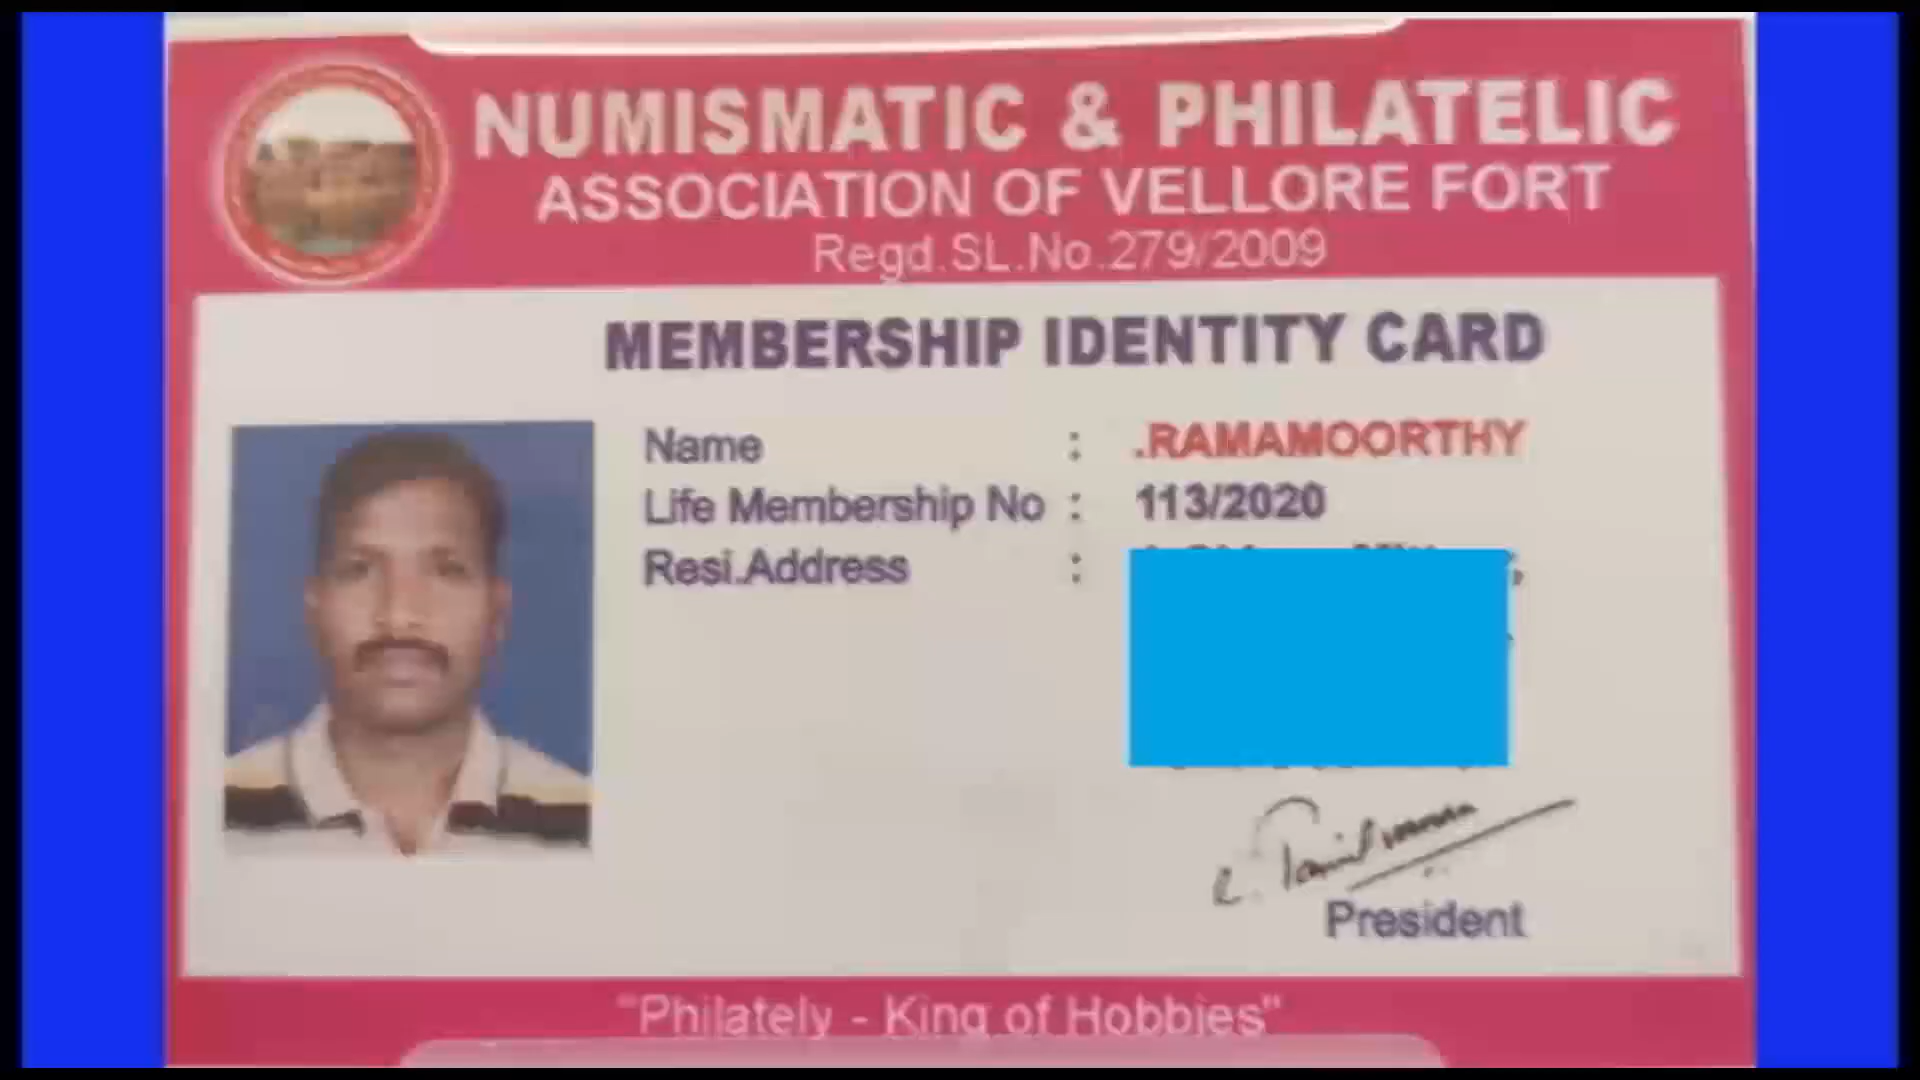 NUMISMATIC & PHILATELIC
ASSOCIATION OF VELLORE FORT
Regd.SL.No.279/2009
MEMBERSHIP IDENTITY CARD
Name : .RAMAMOORTHY
Life Membership No : 113/2020
Resi.Address :
President
"Philately - King of Hobbies"